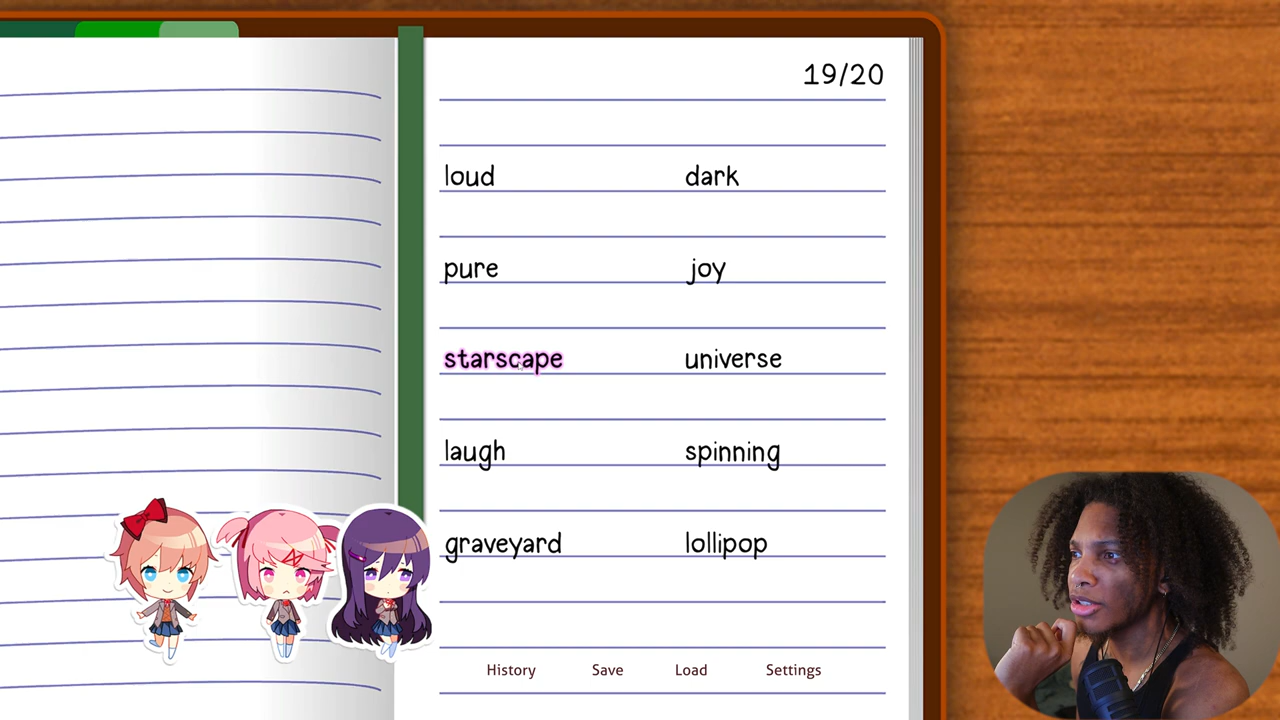 19/20
loud dark
pure joy
starscape universe
laugh spinning
graveyard lollipop
History Save Load Settings